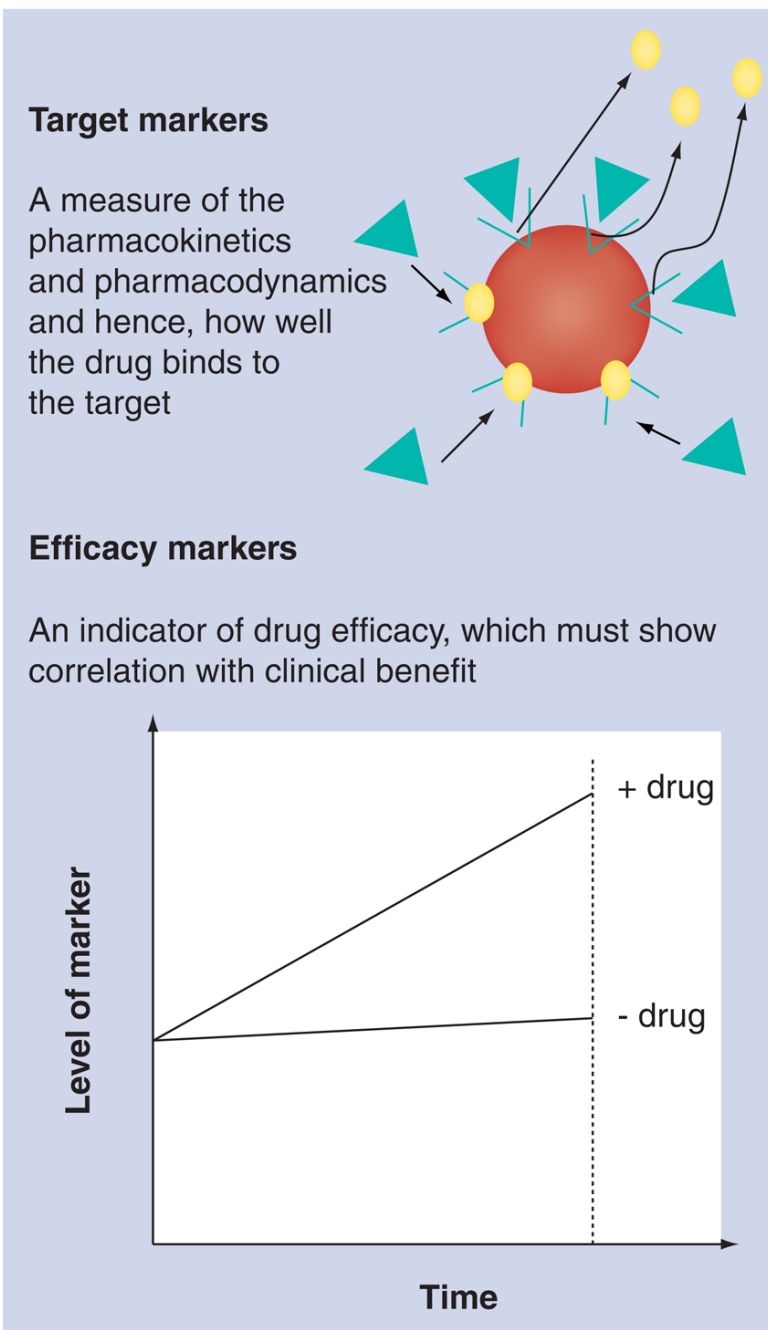 Target markers
A measure of the
pharmacokinetics
and pharmacodynamics
and hence, how well
the drug binds to
the target
Efficacy markers
An indicator of drug efficacy, which must show
correlation with clinical benefit
+ drug
- drug
Level of marker
Time